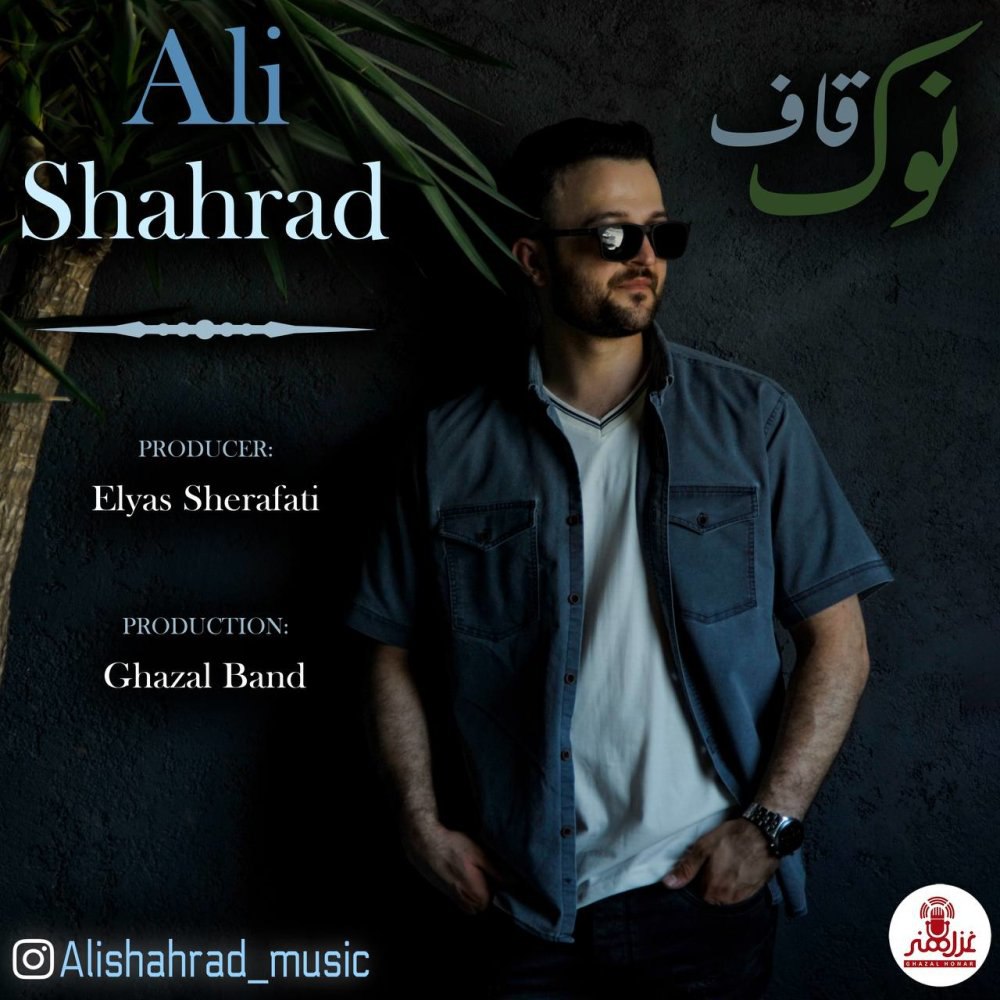 Ali
Shahrad
نوک قاف
PRODUCER:
Elyas Sherafati
PRODUCTION:
Ghazal Band
Alishahrad_music
غزل هنر
GHAZAL HONAR